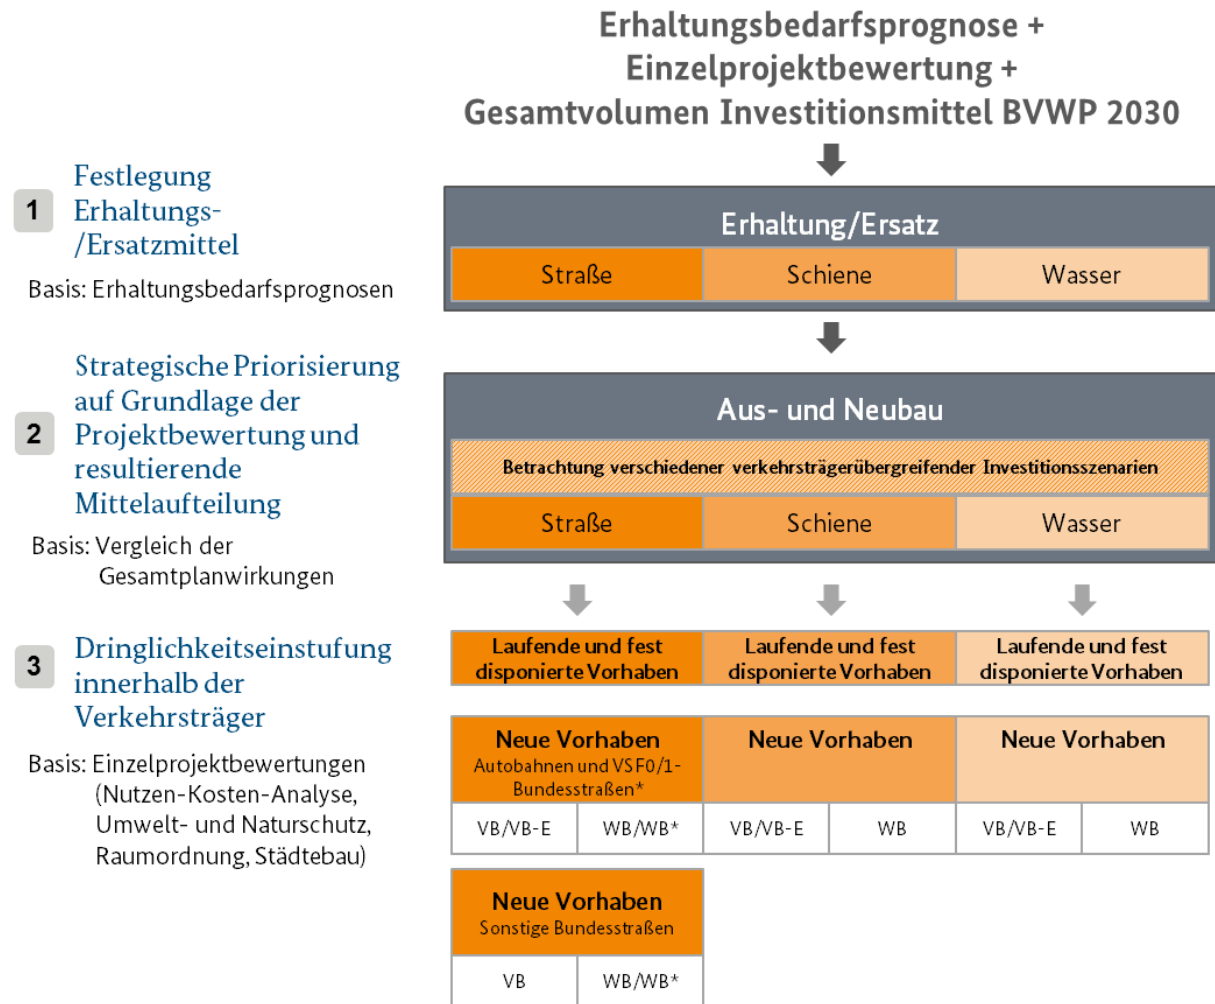 Erhaltungsbedarfsprognose +
Einzelprojektbewertung +
Gesamtvolumen Investitionsmittel BVWP 2030
1
Festlegung
Erhaltungs-
/Ersatzmittel
Basis: Erhaltungsbedarfsprognosen
Erhaltung/Ersatz
Straße Schiene Wasser
2
Strategische Priorisierung
auf Grundlage der
Projektbewertung und
resultierende
Mittelaufteilung
Basis: Vergleich der
Gesamtplanwirkungen
Aus- und Neubau
Betrachtung verschiedener verkehrsträgerübergreifender Investitionsszenarien
Straße Schiene Wasser
3
Dringlichkeitseinstufung
innerhalb der
Verkehrsträger
Basis: Einzelprojektbewertungen
(Nutzen-Kosten-Analyse,
Umwelt- und Naturschutz,
Raumordnung, Städtebau)
Laufende und fest
disponierte Vorhaben
Laufende und fest
disponierte Vorhaben
Laufende und fest
disponierte Vorhaben
Neue Vorhaben
Autobahnen und VSF0/1-
Bundesstraßen*
Neue Vorhaben
Neue Vorhaben
VB/VB-E WB/WB* VB/VB-E WB VB/VB-E WB
Neue Vorhaben
Sonstige Bundesstraßen
VB WB/WB*